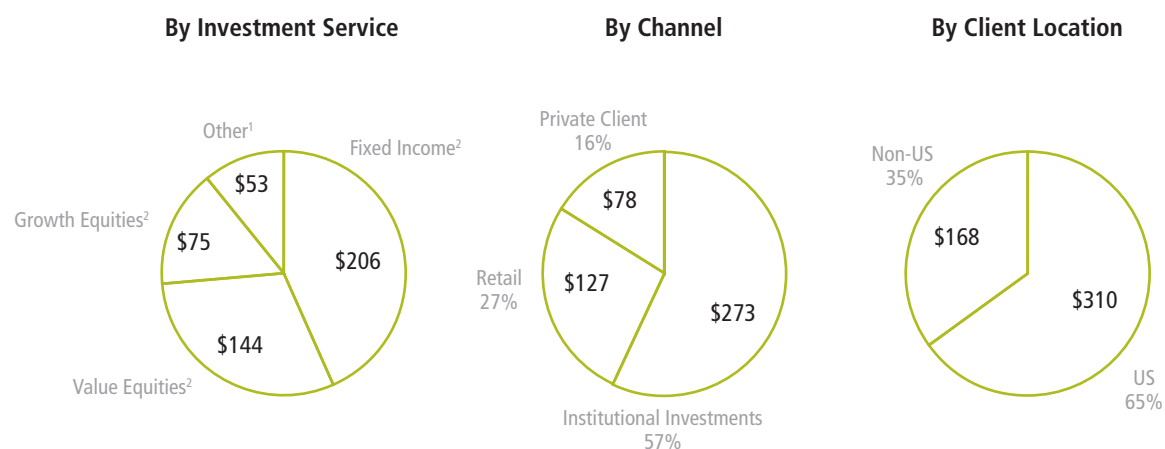 By Investment Service
Other¹
Fixed Income²
$53
Growth Equities²
$75
$206
$144
Value Equities²
By Channel
Private Client
16%
$78
Retail
27%
$127
$273
Institutional Investments
57%
By Client Location
Non-US
35%
$168
$310
US
65%